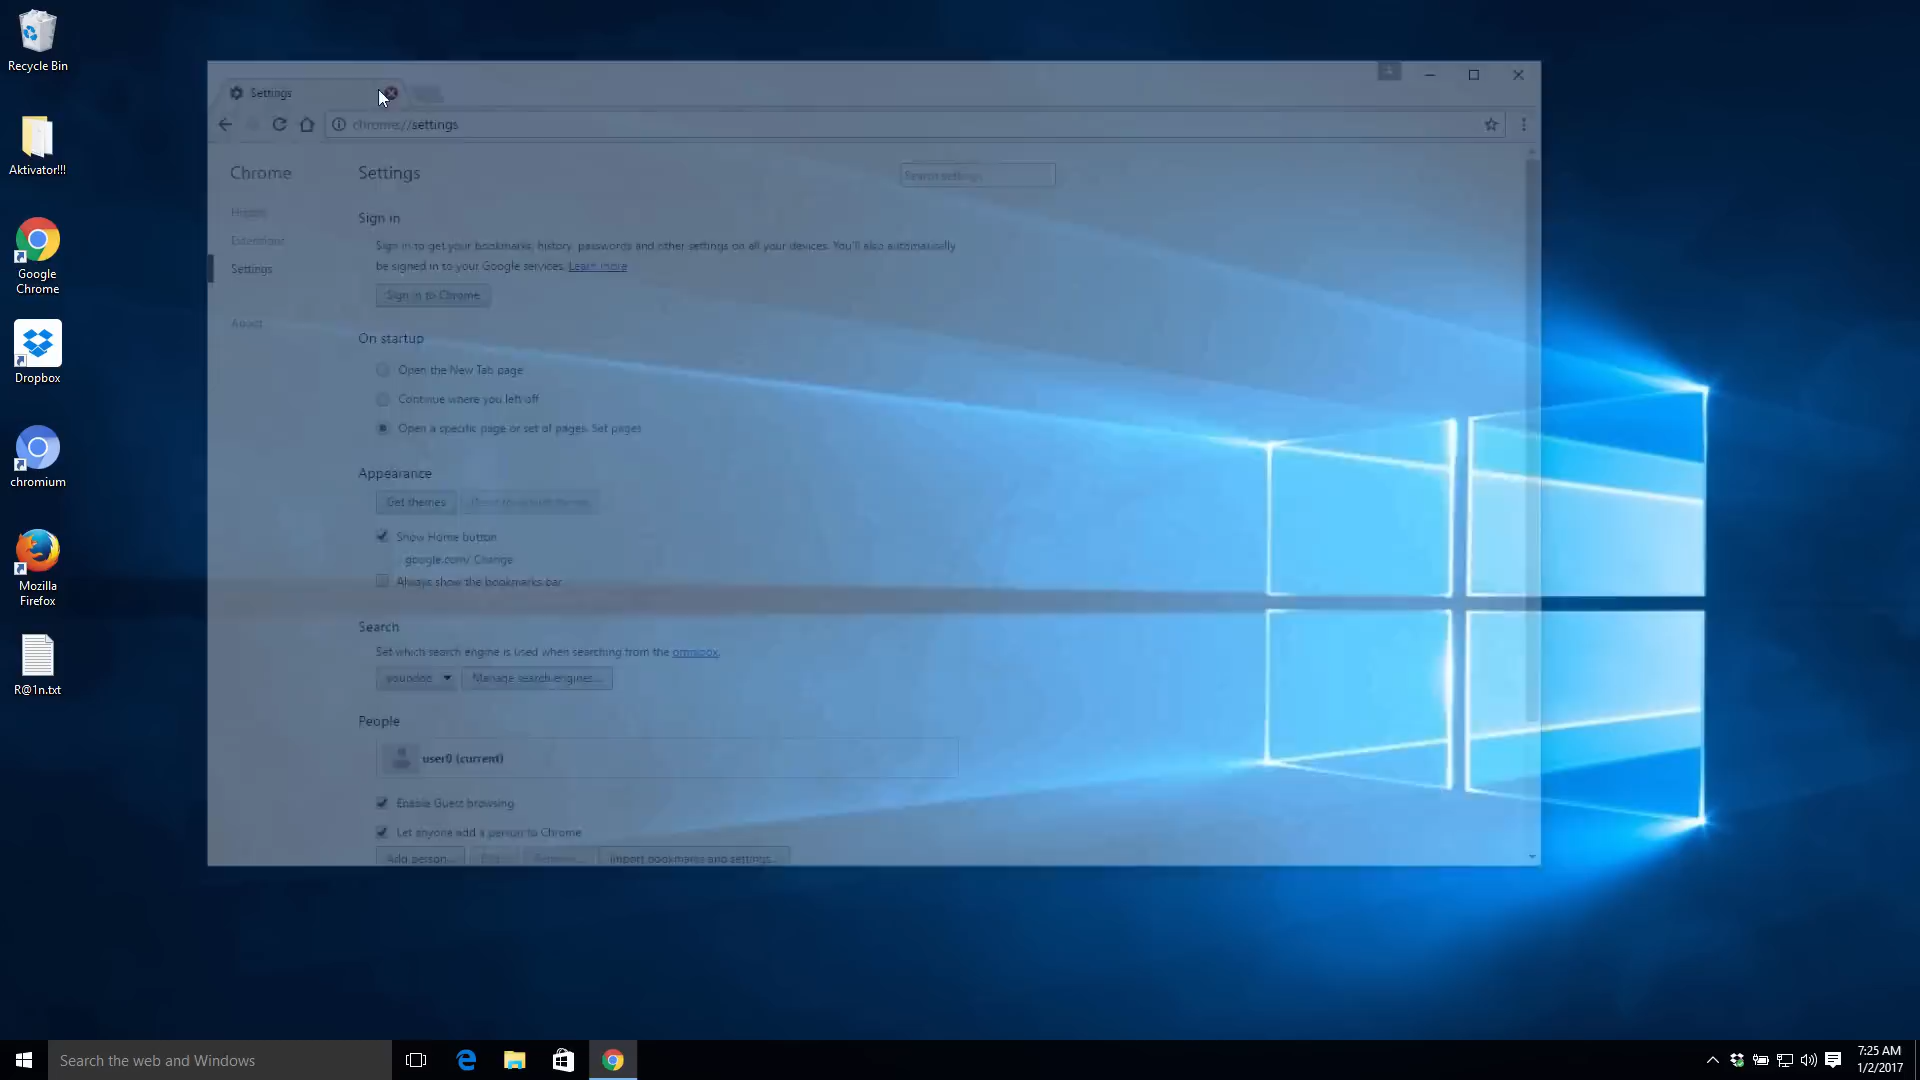 Recycle Bin
Aktivator!!!
Google
Chrome
Dropbox
chromium
Mozilla
Firefox
R@1n.txt
Settings
chrome://settings
Chrome
Settings
Search settings
History
Extensions
Settings
About
Sign in
Sign in to get your bookmarks, history, passwords and other settings on all your devices. You'll also automatically
be signed in to your Google services. Learn more
Sign in to Chrome
On startup
Open the New Tab page
Continue where you left off
Open a specific page or set of pages. Set pages
Appearance
Get themes
Show Home button
google.com/ Change
Always show the bookmarks bar
Search
Set which search engine is used when searching from the omnibox.
youndoo Manage search engines...
People
user0 (current)
Enable Guest browsing
Let anyone add a person to Chrome
Add person... Import bookmarks and settings...
Search the web and Windows
7:25 AM
1/2/2017